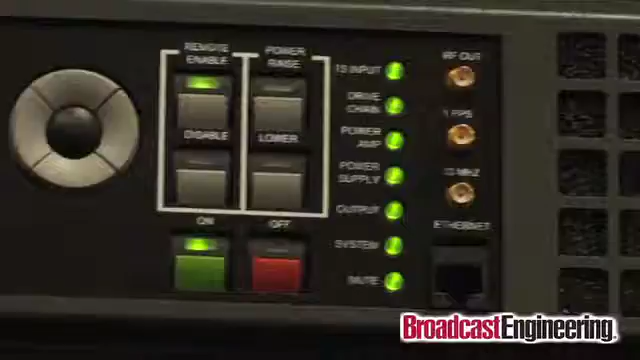 REMOTE
ENABLE
POWER
RAISE
DISABLE
LOWER
ON
OFF
TS INPUT
DRIVE
CHAIN
POWER
AMP
POWER
SUPPLY
OUTPUT
SYSTEM
MUTE
RF OUT
1 PPS
10 MHZ
ETHERNET
BroadcastEngineering.